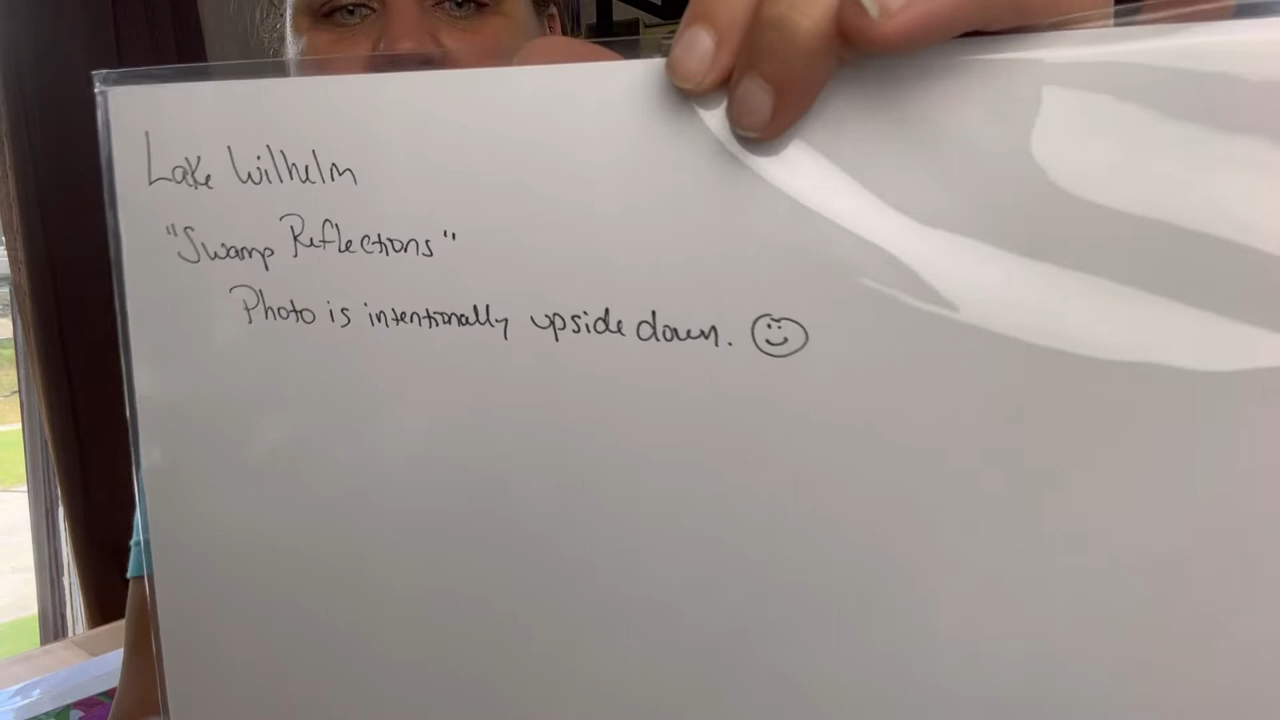 Lake Wilhelm
"Swamp Reflections"
Photo is intentionally upside down. ☺